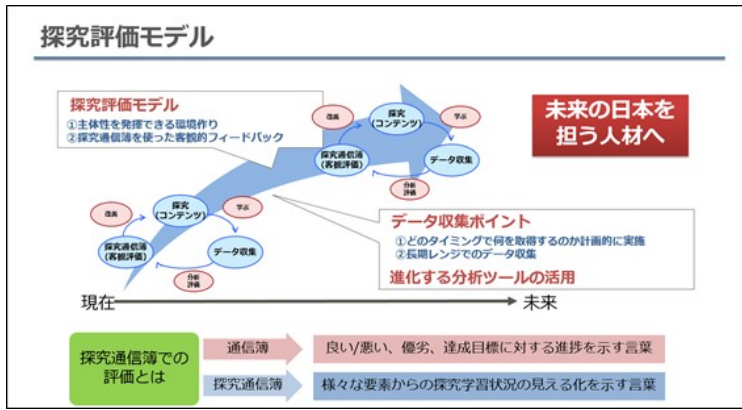 探究評価モデル
探究評価モデル
①主体性を発揮できる環境作り
②探究通信簿を使った客観的フィードバック
未来の日本を
担う人材へ
改善
探究
(コンテンツ)
学ぶ
探究通信簿
(客観評価)
データ収集
分析
評価
改善
探究
(コンテンツ)
学ぶ
探究通信簿
(客観評価)
データ収集
分析
評価
データ収集ポイント
①どのタイミングで何を取得するのか計画的に実施
②長期レンジでのデータ収集
進化する分析ツールの活用
現在
未来
探究通信簿での
評価とは
通信簿
良い/悪い、優劣、達成目標に対する進捗を示す言葉
探究通信簿
様々な要素からの探究学習状況の見える化を示す言葉